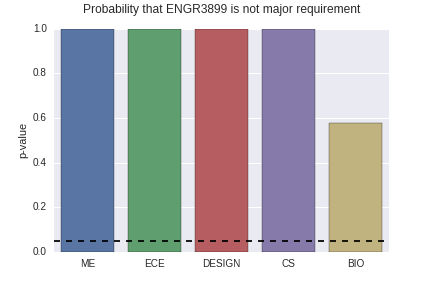 Probability that ENGR3899 is not major requirement
1.0
0.8
0.6
0.4
0.2
0.0
p-value
ME ECE DESIGN CS BIO